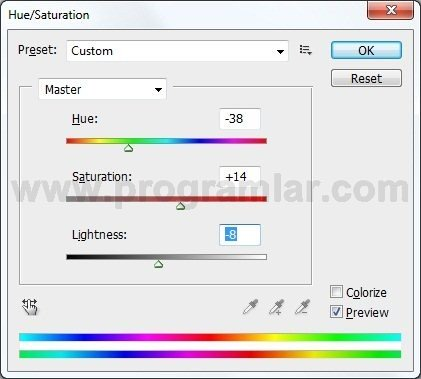 Hue/Saturation
Preset: Custom
OK
Reset
Master
Hue: -38
Saturation: +14
www.programlar.com
Lightness: -8
Colorize
Preview